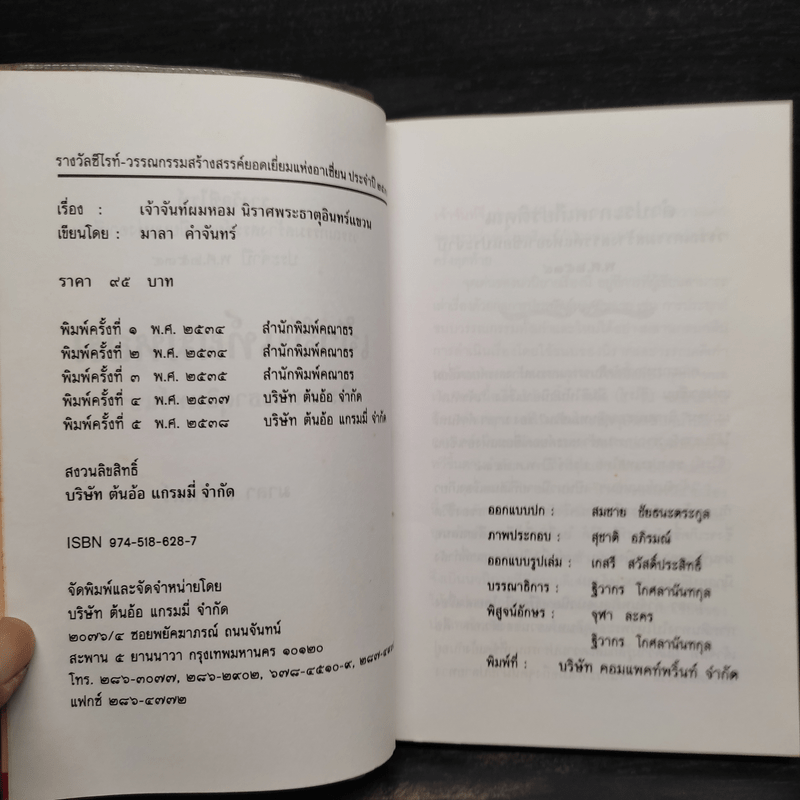 รางวัลซีไรท์-วรรณกรรมสร้างสรรค์ยอดเยี่ยมแห่งอาเซียน ประจำปี
เรื่อง : เจ้าจันท์ผมหอม นิราศพระธาตุอินทร์แขวน
เขียนโดย : มาลา คำจันทร์
ราคา ๙๕ บาท
พิมพ์ครั้งที่ ๑ พ.ศ. ๒๕๓๔ สำนักพิมพ์คณาธร
พิมพ์ครั้งที่ ๒ พ.ศ. ๒๕๓๔ สำนักพิมพ์คณาธร
พิมพ์ครั้งที่ ๓ พ.ศ. ๒๕๓๕ สำนักพิมพ์คณาธร
พิมพ์ครั้งที่ ๔ พ.ศ. ๒๕๓๗ บริษัท ต้นอ้อ จำกัด
พิมพ์ครั้งที่ ๕ พ.ศ. ๒๕๓๘ บริษัท ต้นอ้อ แกรมมี่ จำกัด
สงวนลิขสิทธิ์
บริษัท ต้นอ้อ แกรมมี่ จำกัด
ISBN 974-518-628-7
จัดพิมพ์และจัดจำหน่ายโดย
บริษัท ต้นอ้อ แกรมมี่ จำกัด
๒๐๗๖/๔ ซอยพยัคฆาภรณ์ ถนนจันทน์
สะพาน ๕ ยานนาวา กรุงเทพมหานคร ๑๐๑๒๐
โทร. ๒๘๖-๓๐๗๗, ๒๘๖-๒๙๐๒, ๖๗๘-๔๕๑๐-๙,
แฟกซ์ ๒๘๖-๔๗๗๒
ออกแบบปก : สมชาย ชัยธนะตระกูล
ภาพประกอบ : สุชาติ อภิรมณ์
ออกแบบรูปเล่ม : เกสรี สวัสดิ์ประสิทธิ์
บรรณาธิการ : ฐิวากร โกศลานันทกุล
พิสูจน์อักษร : จุฬา ละคร
ฐิวากร โกศลานันทกุล
พิมพ์ที่ : บริษัท คอมแพคท์พริ้นท์ จำกัด